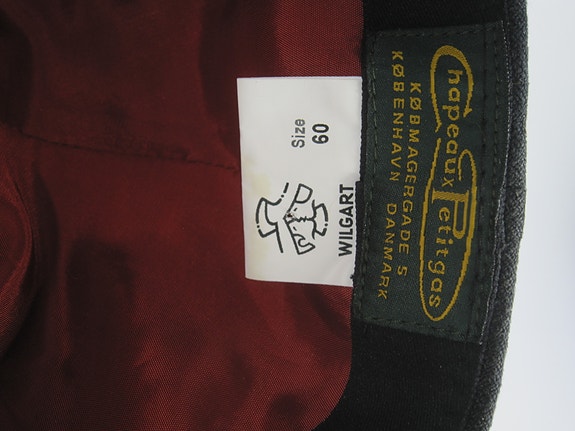 Chapeaux
Petitgas
KØBMAGERGADE 5
KØBENHAVN DANMARK
Size
60
WILGART